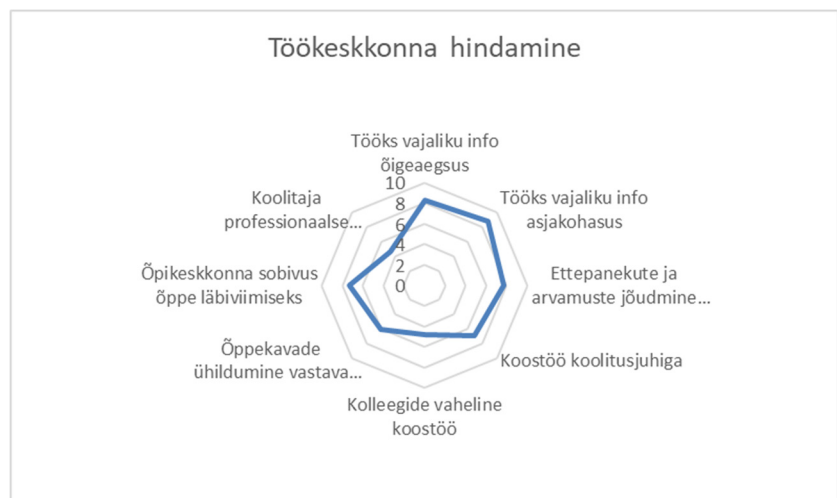 Töökeskkonna hindamine
Tööks vajaliku info
õigeaegsus
Tööks vajaliku info
asjakohasus
Ettepanekute ja
arvamuste jõudmine...
Koostöö koolitusjuhiga
Kolleegide vaheline
koostöö
Õppekavade
ühildumine vastava...
Õpikeskkonna sobivus
õppe läbiviimiseks
Koolitaja
professionaalse...
10
8
6
4
2
0